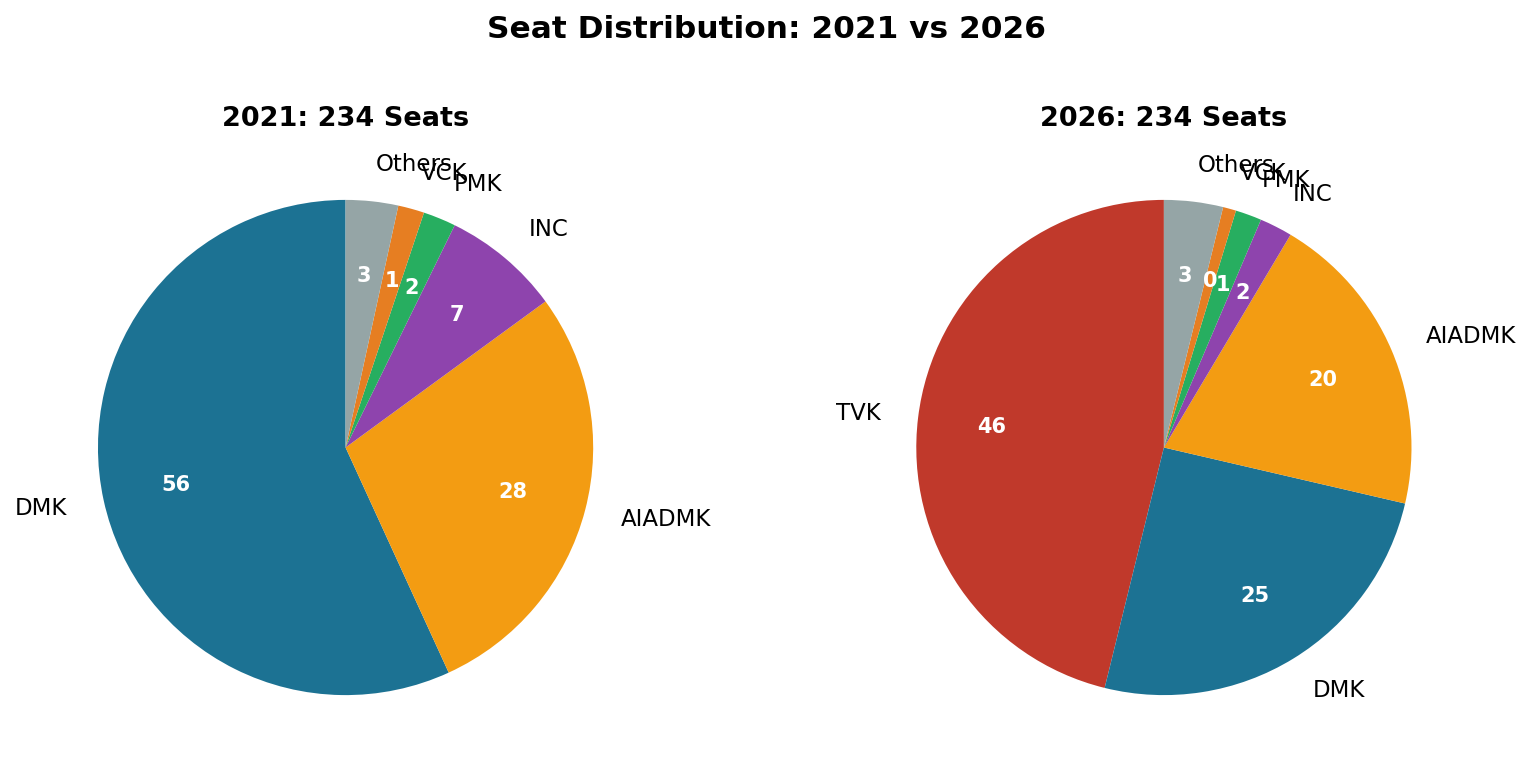 Seat Distribution: 2021 vs 2026
2021: 234 Seats
Others
VCK
PMK
INC
3
1
2
7
56
28
DMK
AIADMK
2026: 234 Seats
Others
VCK
PMK
INC
3
0
1
2
AIADMK
20
TVK
46
25
DMK